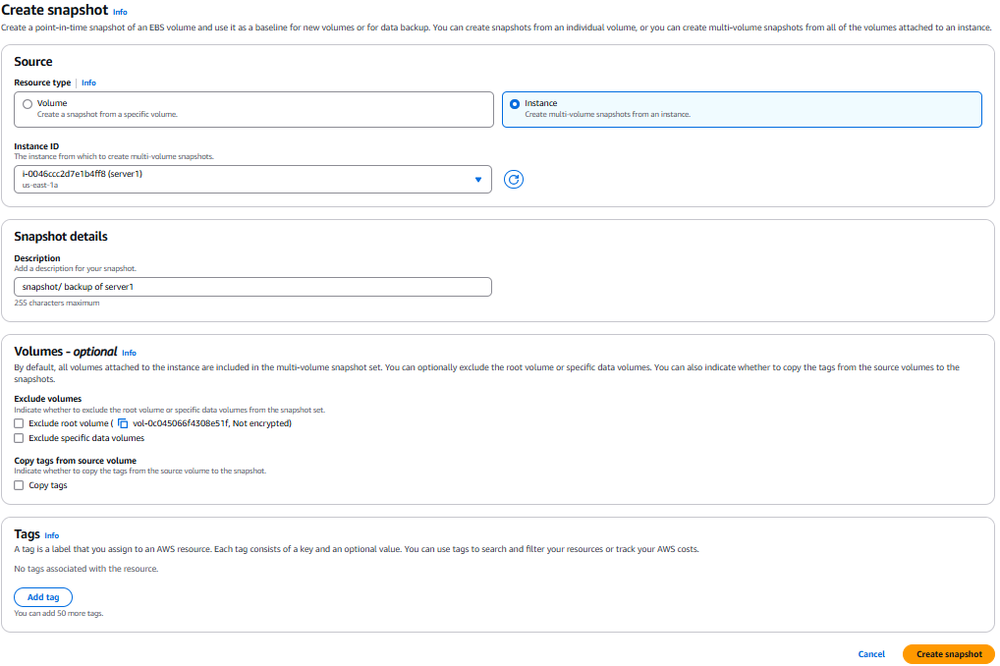 Create snapshot Info
Create a point-in-time snapshot of an EBS volume and use it as a baseline for new volumes or for data backup. You can create snapshots from an individual volume, or you can create multi-volume snapshots from all of the volumes attached to an instance.
Source
Resource type Info
Volume
Create a snapshot from a specific volume.
Instance
Create multi-volume snapshots from an instance.
Instance ID
The instance from which to create multi-volume snapshots.
i-0046ccc2d7e1b4ff8 (server1)
us-east-1a
Snapshot details
Description
Add a description for your snapshot.
snapshot/ backup of server1
255 characters maximum
Volumes - optional Info
By default, all volumes attached to the instance are included in the multi-volume snapshot set. You can optionally exclude the root volume or specific data volumes. You can also indicate whether to copy the tags from the source volumes to the
snapshots.
Exclude volumes
Indicate whether to exclude the root volume or specific data volumes from the snapshot set.
Exclude root volume ( vol-0c045066f4308e51f, Not encrypted)
Exclude specific data volumes
Copy tags from source volume
Indicate whether to copy the tags from the source volume to the snapshot.
Copy tags
Tags Info
A tag is a label that you assign to an AWS resource. Each tag consists of a key and an optional value. You can use tags to search and filter your resources or track your AWS costs.
No tags associated with the resource.
Add tag
You can add 50 more tags.
Cancel Create snapshot